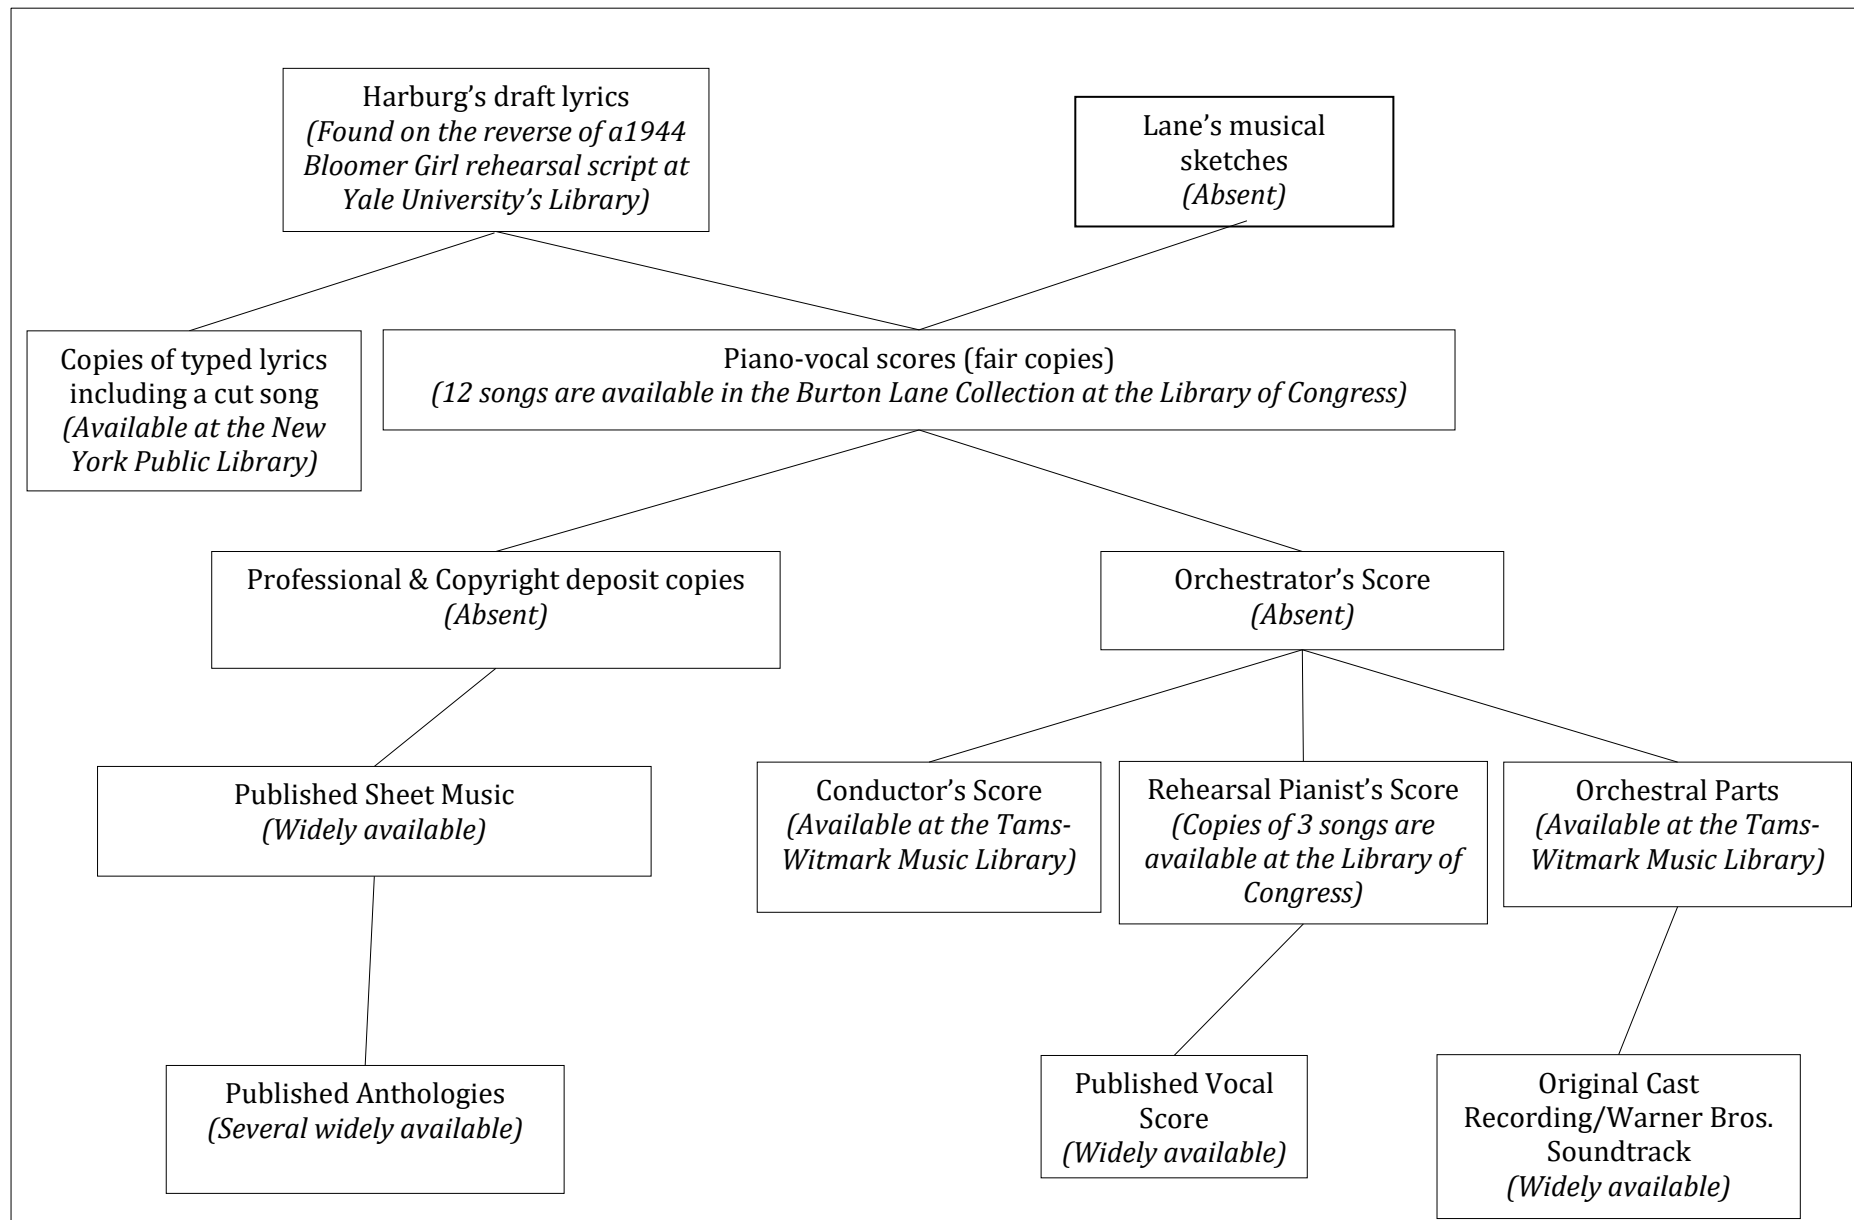 Harburg’s draft lyrics
(Found on the reverse of a1944
Bloomer Girl rehearsal script at
Yale University’s Library)
Lane’s musical
sketches
(Absent)
Copies of typed lyrics
including a cut song
(Available at the New
York Public Library)
Piano-vocal scores (fair copies)
(12 songs are available in the Burton Lane Collection at the Library of Congress)
Professional & Copyright deposit copies
(Absent)
Orchestrator’s Score
(Absent)
Published Sheet Music
(Widely available)
Conductor’s Score
(Available at the Tams-
Witmark Music Library)
Rehearsal Pianist’s Score
(Copies of 3 songs are
available at the Library of
Congress)
Orchestral Parts
(Available at the Tams-
Witmark Music Library)
Published Anthologies
(Several widely available)
Published Vocal
Score
(Widely available)
Original Cast
Recording/Warner Bros.
Soundtrack
(Widely available)